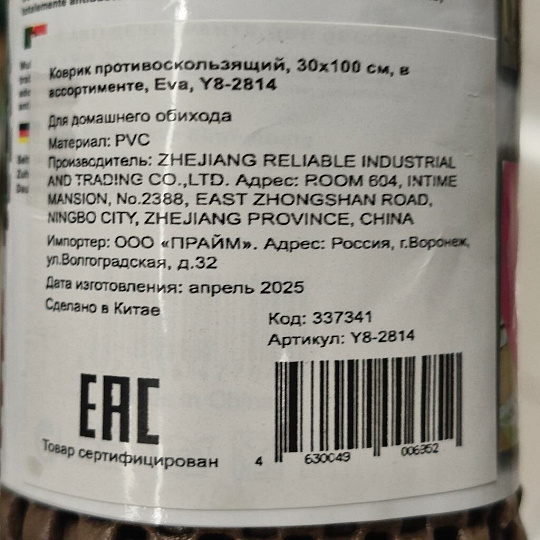 Коврик противоскользящий, 30х100 см, в
ассортименте, Eva, Y8-2814
Для домашнего обихода
Материал: PVC
Производитель: ZHEJIANG RELIABLE INDUSTRIAL
AND TRADING CO.,LTD. Адрес: ROOM 604, INTIME
MANSION, No.2388, EAST ZHONGSHAN ROAD,
NINGBO CITY, ZHEJIANG PROVINCE, CHINA
Импортер: ООО «ПРАЙМ». Адрес: Россия, г.Воронеж,
ул.Волгоградская, д.32
Дата изготовления: апрель 2025
Сделано в Китае
Код: 337341
Артикул: Y8-2814
EAC
Товар сертифицирован
4 630049 006952